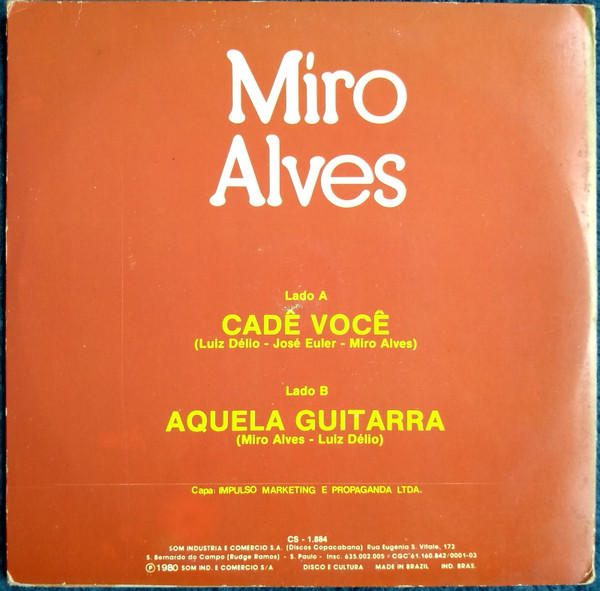 Miro
Alves
Lado A
CADÊ VOCÊ
(Luiz Délio - José Euler - Miro Alves)
Lado B
AQUELA GUITARRA
(Miro Alves - Luiz Délio)
Capa: IMPULSO MARKETING E PROPAGANDA LTDA.
CS - 1.884
SOM INDUSTRIA E COMERCIO S.A. (Discos Copacabana) Rua Eugenia S. Vitale, 173
S. Bernardo do Campo (Rudge Ramos) - S. Paulo - Insc. 635.002.005 - CGC 61.160.842/0001-03
℗ 1980 SOM IND. E COMERCIO S/A DISCO E CULTURA MADE IN BRAZIL IND. BRAS.